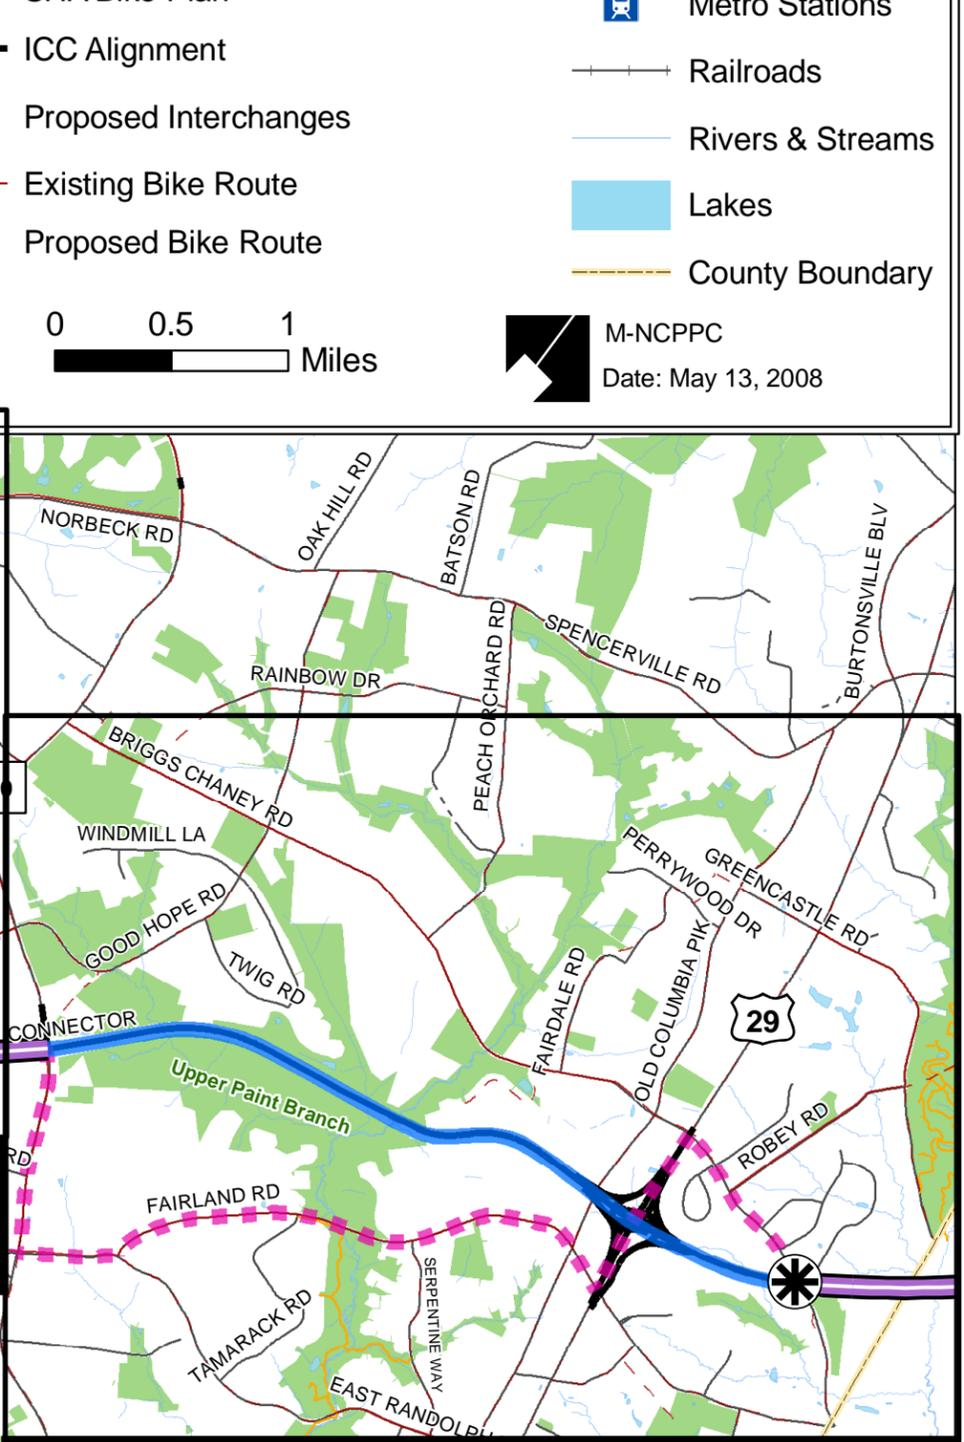 Metro Stations
ICC Alignment
Railroads
Proposed Interchanges
Rivers & Streams
Existing Bike Route
Lakes
Proposed Bike Route
County Boundary
0 0.5 1
Miles
M-NCPPC
Date: May 13, 2008
NORBECK RD
OAK HILL RD
BATSON RD
BURTONSVILLE BLV
SPENCERVILLE RD
RAINBOW DR
PEACH ORCHARD RD
BRIGGS CHANEY RD
WINDMILL LA
PERRYWOOD DR
GREENCASTLE RD
GOOD HOPE RD
TWIG RD
FAIRDALE RD
OLD COLUMBIA PIK
29
CONNECTOR
Upper Paint Branch
ROBEY RD
RD
FAIRLAND RD
SERPENTINE WAY
TAMARACK RD
EAST RANDOLPH